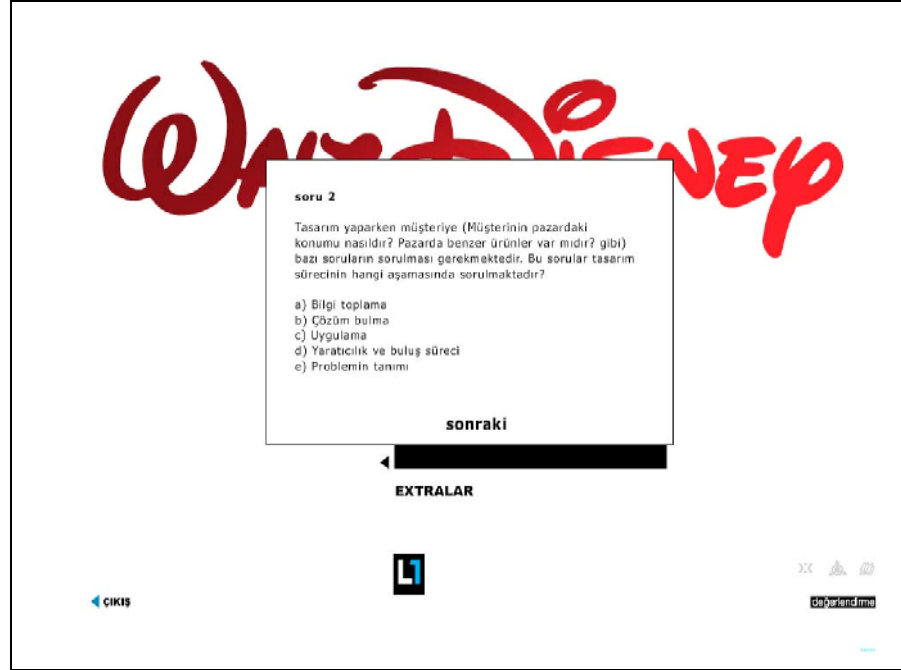 WALT DISNEY
soru 2
Tasarım yaparken müşteriye (Müşterinin pazardaki
konumu nasıldır? Pazarda benzer ürünler var mıdır? gibi)
bazı soruların sorulması gerekmektedir. Bu sorular tasarım
sürecinin hangi aşamasında sorulmaktadır?
a) Bilgi toplama
b) Çözüm bulma
c) Uygulama
d) Yaratıcılık ve buluş süreci
e) Problemin tanımı
sonraki
EXTRALAR
L1
ÇIKIŞ
değerlendirme